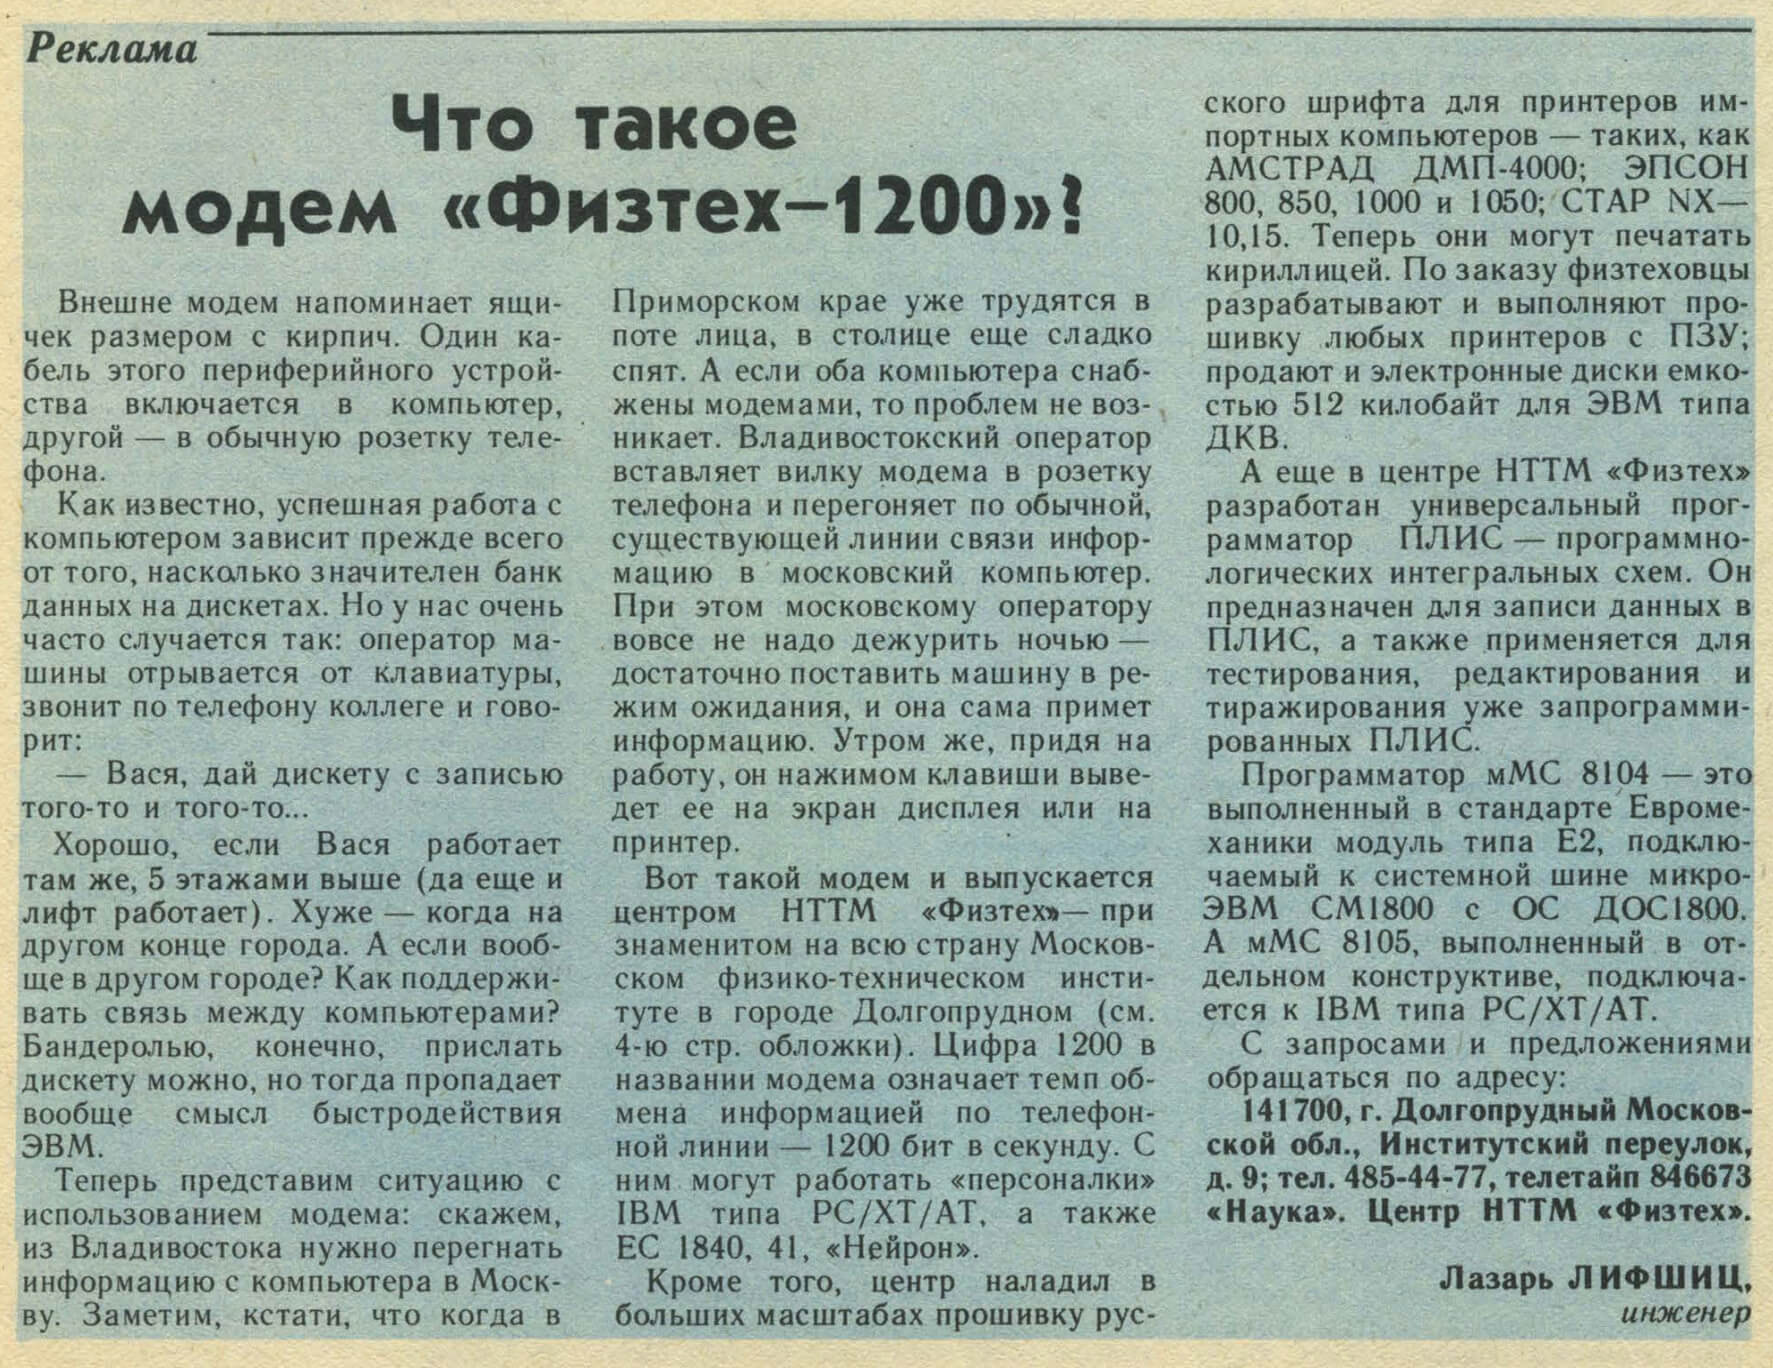 Реклама
Что такое
модем «Физтех—1200»?
Внешне модем напоминает ящи-
чек размером с кирпич. Один ка-
бель этого периферийного устрой-
ства включается в компьютер,
другой — в обычную розетку теле-
фона.
Как известно, успешная работа с
компьютером зависит прежде всего
от того, насколько значителен банк
данных на дискетах. Но у нас очень
часто случается так: оператор ма-
шины отрывается от клавиатуры,
звонит по телефону коллеге и гово-
рит:
— Вася, дай дискету с записью
того-то и того-то...
Хорошо, если Вася работает
там же, 5 этажами выше (да еще и
лифт работает). Хуже — когда на
другом конце города. А если вооб-
ще в другом городе? Как поддержи-
вать связь между компьютерами?
Бандеролью, конечно, прислать
дискету можно, но тогда пропадает
вообще смысл быстродействия
ЭВМ.
Теперь представим ситуацию с
использованием модема: скажем,
из Владивостока нужно перегнать
информацию с компьютера в Моск-
ву. Заметим, кстати, что когда в
Приморском крае уже трудятся в
поте лица, в столице еще сладко
спят. А если оба компьютера снаб-
жены модемами, то проблем не воз-
никает. Владивостокский оператор
вставляет вилку модема в розетку
телефона и перегоняет по обычной,
существующей линии связи инфор-
мацию в московский компьютер.
При этом московскому оператору
вовсе не надо дежурить ночью —
достаточно поставить машину в ре-
жим ожидания, и она сама примет
информацию. Утром же, придя на
работу, он нажимом клавиши выве-
дет ее на экран дисплея или на
принтер.
Вот такой модем и выпускается
центром НТТМ «Физтех»— при
знаменитом на всю страну Москов-
ском физико-техническом инсти-
туте в городе Долгопрудном (см.
4-ю стр. обложки). Цифра 1200 в
названии модема означает темп об-
мена информацией по телефон-
ной линии — 1200 бит в секунду. С
ним могут работать «персоналки»
IBM типа PC/XT/AT, а также
ЕС 1840, 41, «Нейрон».
Кроме того, центр наладил в
больших масштабах прошивку рус-
ского шрифта для принтеров им-
портных компьютеров — таких, как
АМСТРАД ДМП-4000; ЭПСОН
800, 850, 1000 и 1050; СТАР NX—
10,15. Теперь они могут печатать
кириллицей. По заказу физтеховцы
разрабатывают и выполняют про-
шивку любых принтеров с ПЗУ;
продают и электронные диски емко-
стью 512 килобайт для ЭВМ типа
ДКВ.
А еще в центре НТТМ «Физтех»
разработан универсальный прог-
рамматор ПЛИС — программно-
логических интегральных схем. Он
предназначен для записи данных в
ПЛИС, а также применяется для
тестирования, редактирования и
тиражирования уже запрограмми-
рованных ПЛИС.
Программатор мМС 8104 — это
выполненный в стандарте Евроме-
ханики модуль типа Е2, подклю-
чаемый к системной шине микро-
ЭВМ СМ1800 с ОС ДОС1800.
А мМС 8105, выполненный в от-
дельном конструктиве, подключа-
ется к IBM типа PC/XT/AT.
С запросами и предложениями
обращаться по адресу:
141700, г. Долгопрудный Москов-
ской обл., Институтский переулок,
д. 9; тел. 485-44-77, телетайп 846673
«Наука». Центр НТТМ «Физтех».
Лазарь ЛИФШИЦ,
инженер